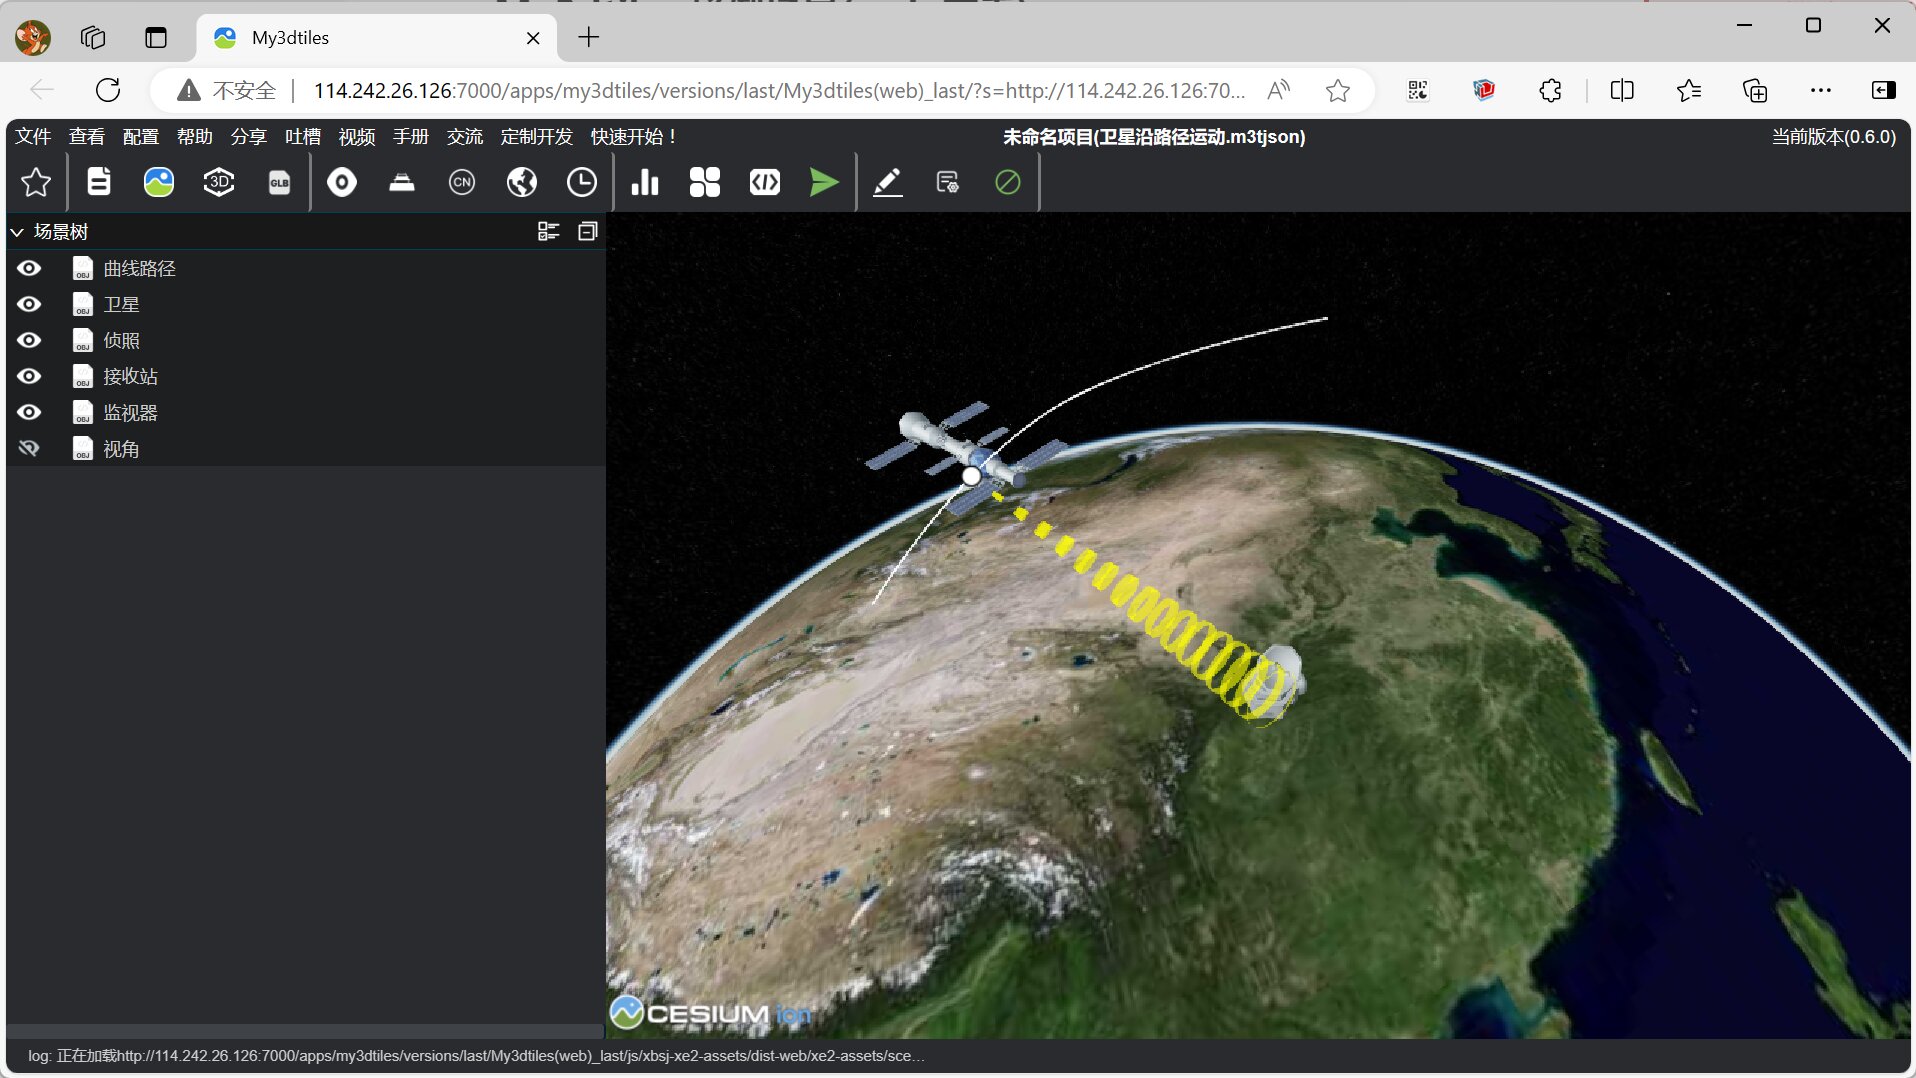 My3dtiles
不安全 114.242.26.126:7000/apps/my3dtiles/versions/last/My3dtiles(web)_last/?s=http://114.242.26.126:70...
文件 查看 配置 帮助 分享 吐槽 视频 手册 交流 定制开发 快速开始！ 未命名项目(卫星沿路径运动.m3tjson) 当前版本(0.6.0)
3D GLB CN
场景树
OBJ 曲线路径
OBJ 卫星
OBJ 侦照
OBJ 接收站
OBJ 监视器
OBJ 视角
CESIUM ion
log: 正在加载http://114.242.26.126:7000/apps/my3dtiles/versions/last/My3dtiles(web)_last/js/xbsj-xe2-assets/dist-web/xe2-assets/sce...